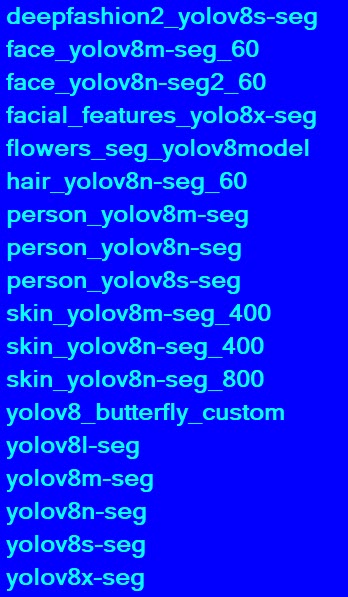 deepfashion2_yolov8s-seg
face_yolov8m-seg_60
face_yolov8n-seg2_60
facial_features_yolo8x-seg
flowers_seg_yolov8model
hair_yolov8n-seg_60
person_yolov8m-seg
person_yolov8n-seg
person_yolov8s-seg
skin_yolov8m-seg_400
skin_yolov8n-seg_400
skin_yolov8n-seg_800
yolov8_butterfly_custom
yolov8l-seg
yolov8m-seg
yolov8n-seg
yolov8s-seg
yolov8x-seg